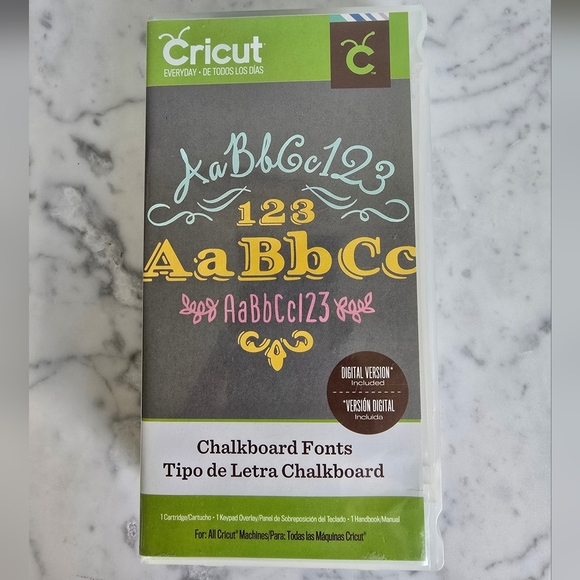 Cricut
EVERYDAY • DE TODOS LOS DÍAS
AaBbCc123
123
AaBbCc
AaBbCc123
DIGITAL VERSION*
Included
*VERSIÓN DIGITAL
Incluida
Chalkboard Fonts
Tipo de Letra Chalkboard
1 Cartridge/Cartucho • 1 Keypad Overlay/Panel de Sobreposición del Teclado • 1 Handbook/Manual
For: All Cricut® Machines/Para: Todas las Máquinas Cricut®